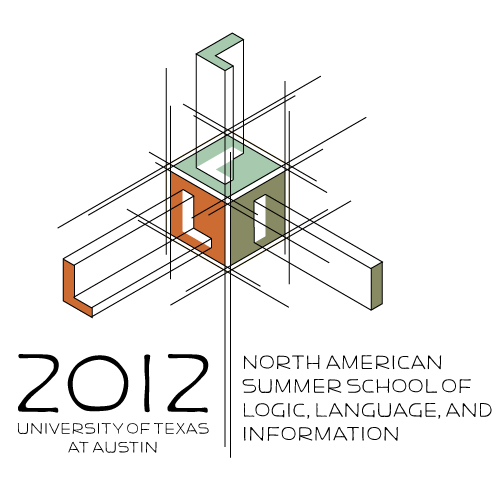 2012
UNIVERSITY OF TEXAS
AT AUSTIN
NORTH AMERICAN
SUMMER SCHOOL OF
LOGIC, LANGUAGE, AND
INFORMATION